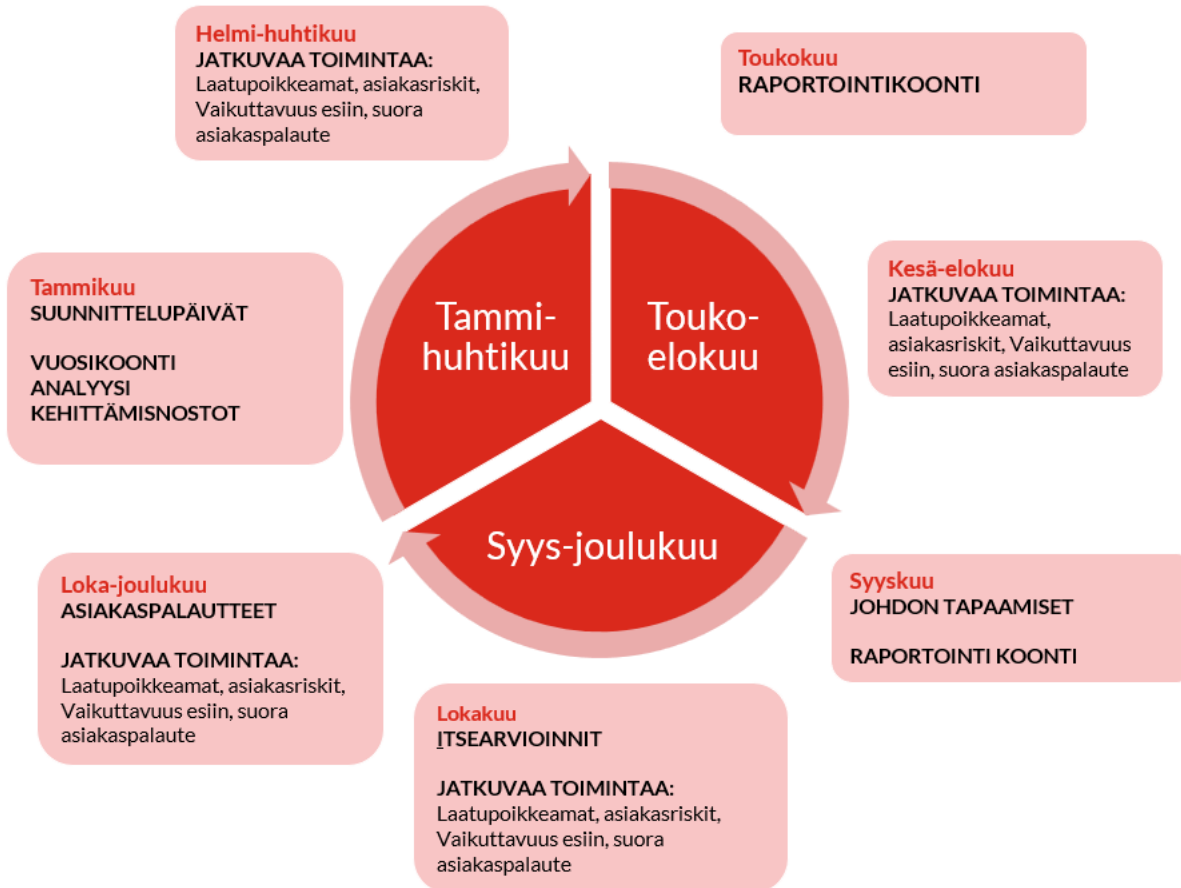 Helmi-huhtikuu
JATKUVAA TOIMINTAA:
Laatupoikkeamat, asiakasriskit,
Vaikuttavuus esiin, suora
asiakaspalaute
Toukokuu
RAPORTOINTIKOONTI
Tammikuu
SUUNNITTELUPÄIVÄT
VUOSIKOONTI
ANALYYSI
KEHITTÄMISNOSTOT
Tammi-
huhtikuu
Touko-
elokuu
Kesä-elokuu
JATKUVAA TOIMINTAA:
Laatupoikkeamat,
asiakasriskit, Vaikuttavuus
esiin, suora asiakaspalaute
Syys-joulukuu
Loka-joulukuu
ASIAKASPALAUTTEET
JATKUVAA TOIMINTAA:
Laatupoikkeamat, asiakasriskit,
Vaikuttavuus esiin, suora
asiakaspalaute
Syyskuu
JOHDON TAPAAMISET
RAPORTOINTI KOONTI
Lokakuu
ITSEARVIOINNIT
JATKUVAA TOIMINTAA:
Laatupoikkeamat, asiakasriskit,
Vaikuttavuus esiin, suora
asiakaspalaute